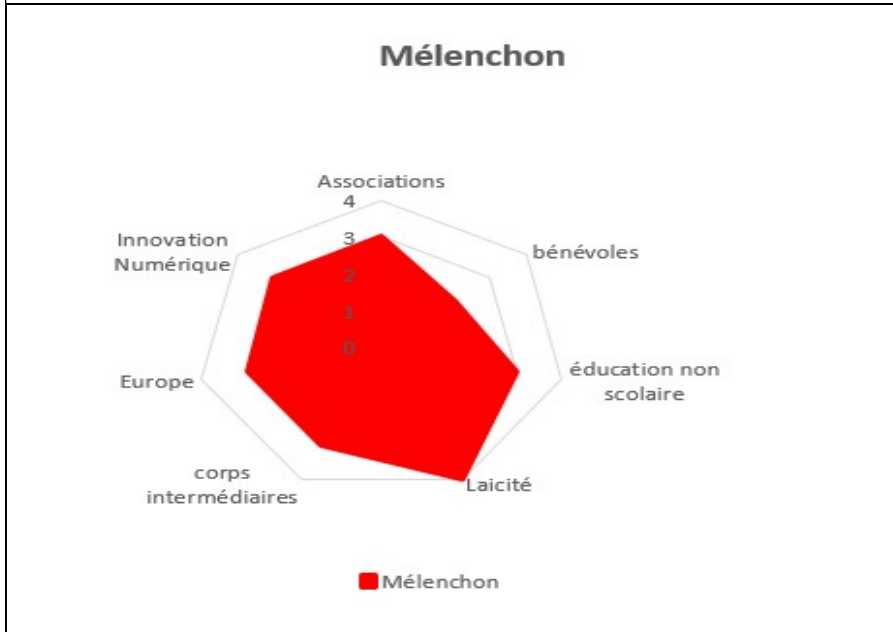 Mélenchon
Associations
4
3
2
1
0
bénévoles
éducation non
scolaire
Laicité
corps
intermédiaires
Europe
Innovation
Numérique
Mélenchon